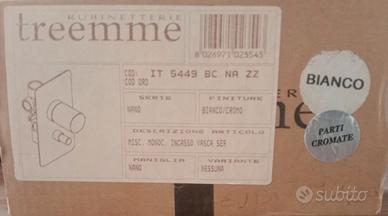 RUBINETTERIE
treemme
8 026971 023545
COD: IT 5449 BC NA ZZ
COD ORD
SERIE
FINITURE
NANO
BIANCO/CROMO
DESCRIZIONE ARTICOLO
MISC. MONOC. INCASSO VASCA SER
MANIGLIA
VARIANTE
NANO
NESSUNA
BIANCO
PARTI
CROMATE
subito